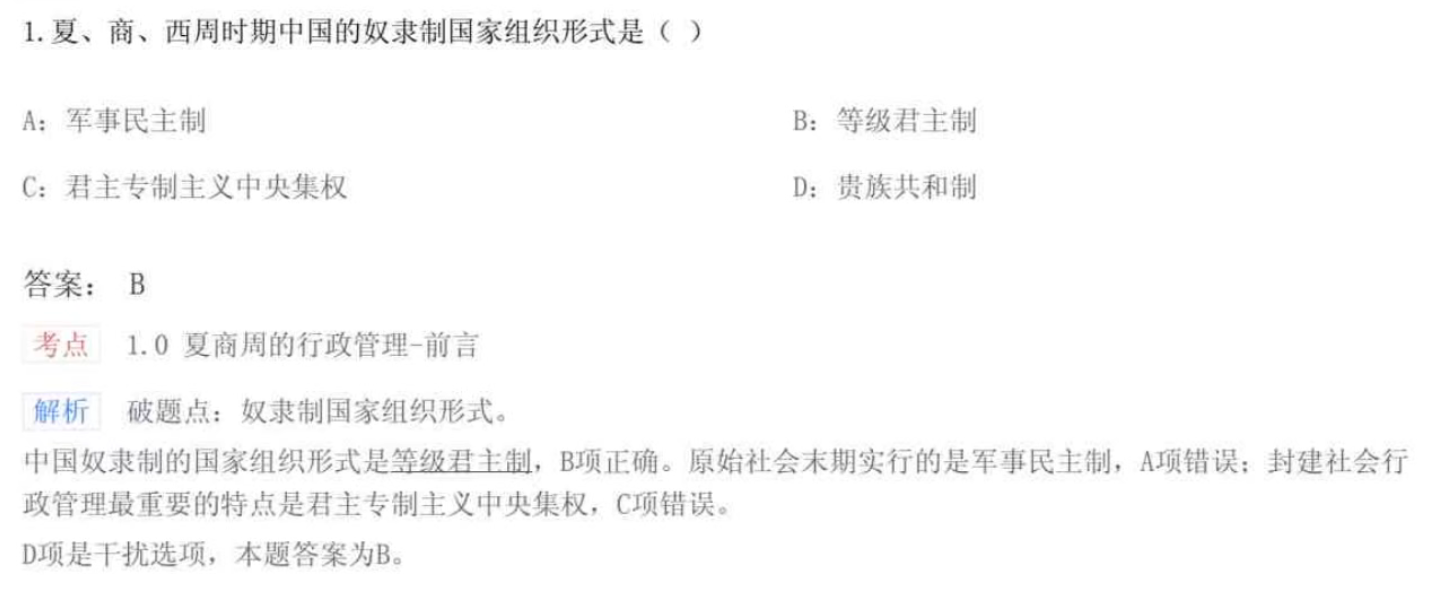 1.夏、商、西周时期中国的奴隶制国家组织形式是（ ）
A：军事民主制
B：等级君主制
C：君主专制主义中央集权
D：贵族共和制
答案： B
考点 1.0 夏商周的行政管理-前言
解析 破题点：奴隶制国家组织形式。
中国奴隶制的国家组织形式是等级君主制，B项正确。原始社会末期实行的是军事民主制，A项错误；封建社会行
政管理最重要的特点是君主专制主义中央集权，C项错误。
D项是干扰选项，本题答案为B。